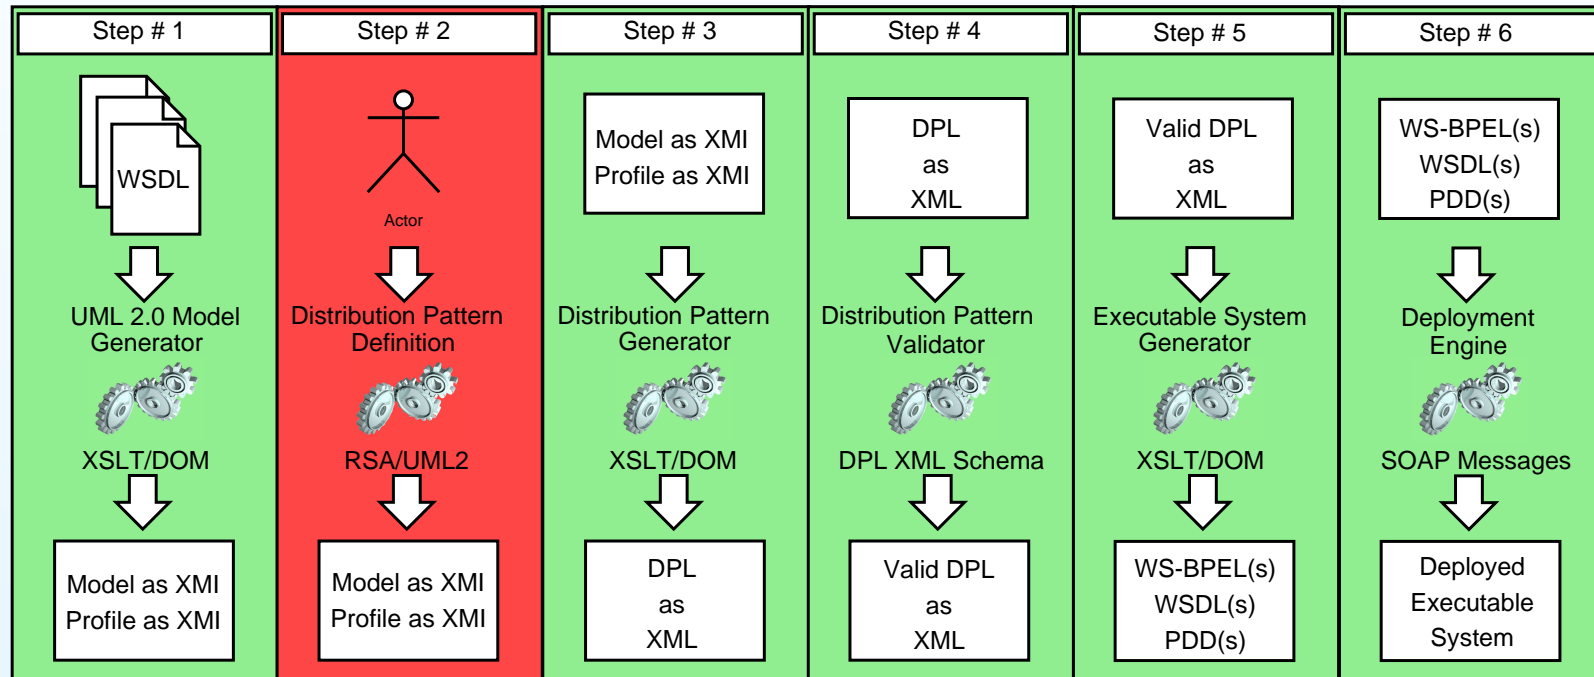 Step # 1
WSDL
UML 2.0 Model
Generator
XSLT/DOM
Model as XMI
Profile as XMI
Step # 2
Actor
Distribution Pattern
Definition
RSA/UML2
Model as XMI
Profile as XMI
Step # 3
Model as XMI
Profile as XMI
Distribution Pattern
Generator
XSLT/DOM
DPL
as
XML
Step # 4
DPL
as
XML
Distribution Pattern
Validator
DPL XML Schema
Valid DPL
as
XML
Step # 5
Valid DPL
as
XML
Executable System
Generator
XSLT/DOM
WS-BPEL(s)
WSDL(s)
PDD(s)
Step # 6
WS-BPEL(s)
WSDL(s)
PDD(s)
Deployment
Engine
SOAP Messages
Deployed
Executable
System